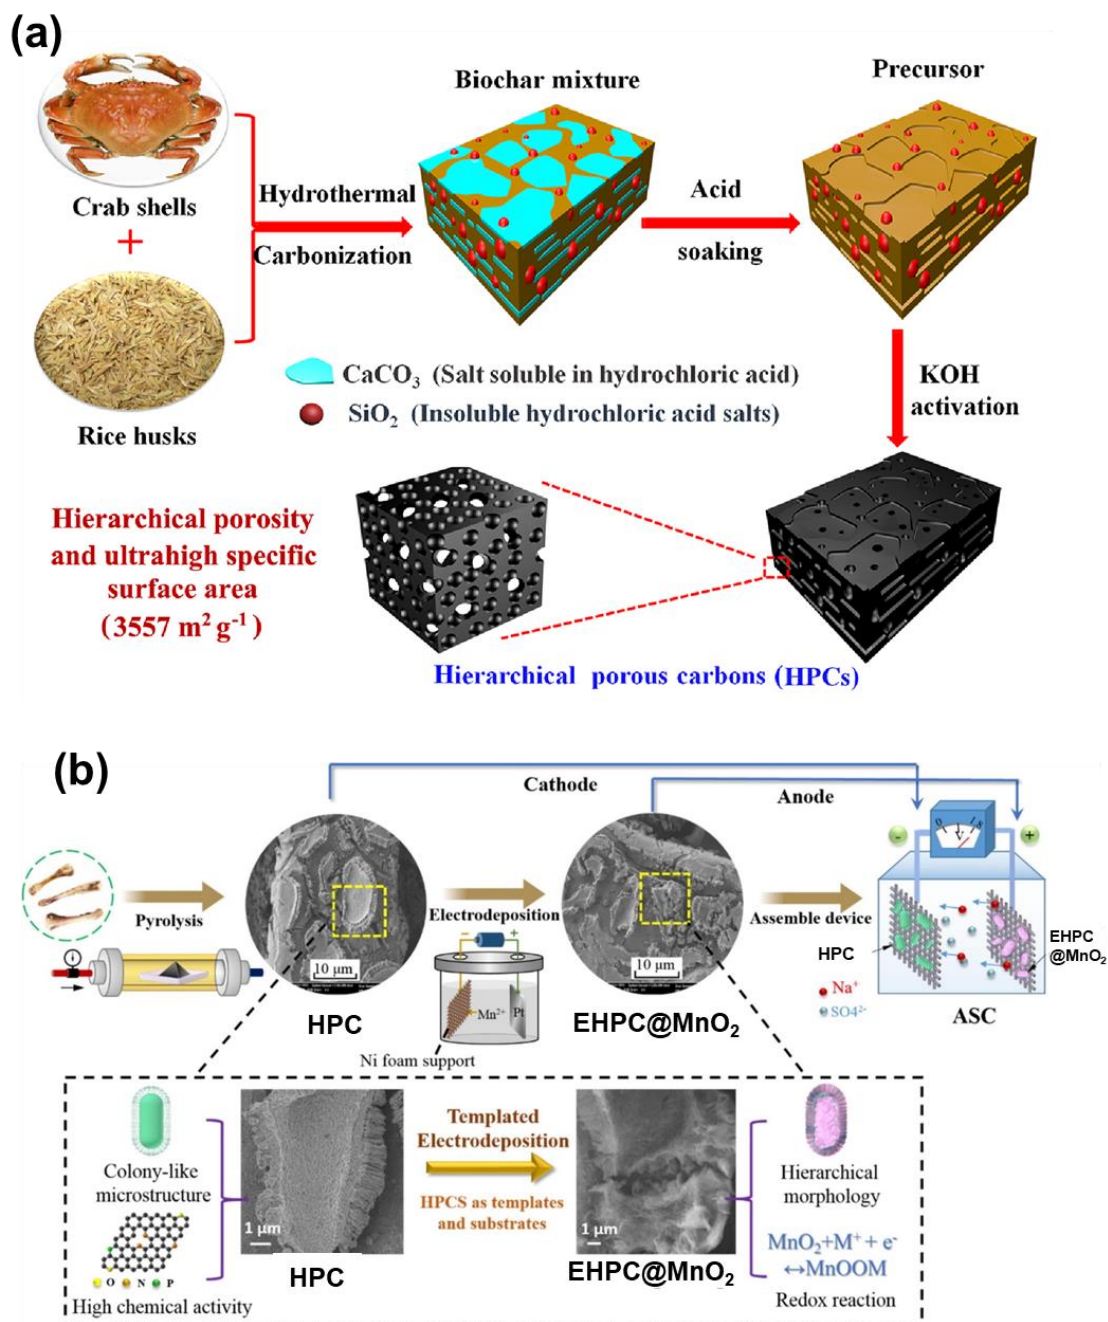 (a)
Crab shells
+
Rice husks
Hydrothermal
Carbonization
Biochar mixture
Acid
soaking
Precursor
CaCO₃ (Salt soluble in hydrochloric acid)
SiO₂ (Insoluble hydrochloric acid salts)
KOH
activation
Hierarchical porosity
and ultrahigh specific
surface area
(3557 m² g⁻¹)
Hierarchical porous carbons (HPCs)
(b)
Cathode
Anode
Pyrolysis
10 μm
HPC
Electrodeposition
- +
Mn²⁺
Pt
Ni foam support
10 μm
EHPC@MnO₂
Assemble device
0 1 1.8
V
- +
HPC
EHPC
@MnO₂
Na⁺
SO4²⁻
ASC
Colony-like
microstructure
O N P
High chemical activity
1 μm
HPC
Templated
Electrodeposition
HPCS as templates
and substrates
1 μm
EHPC@MnO₂
Hierarchical
morphology
MnO₂+M⁺ + e⁻
↔MnOOM
Redox reaction